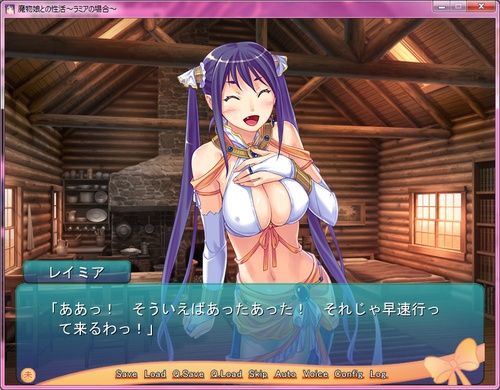 魔物娘との性活～ラミアの場合～
レイミア
「ああっ！　そういえばあったあった！　それじゃ早速行っ
て来るわっ！」
未
Save Load Q.Save Q.Load Skip Auto Voice Config Log